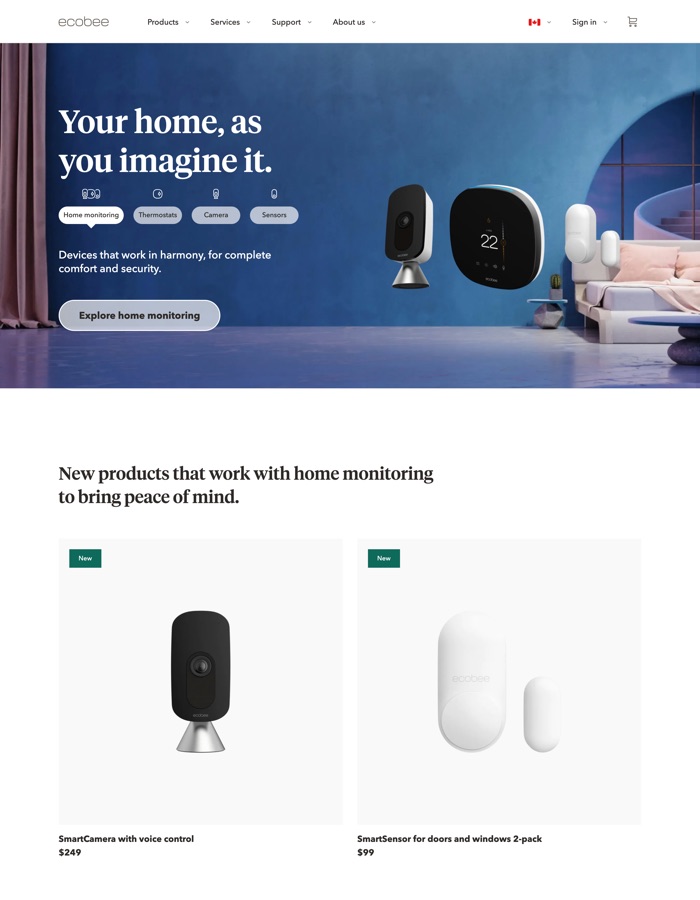 ecobee
Products
Services
Support
About us
Sign in
Your home, as
you imagine it.
Home monitoring
Thermostats
Camera
Sensors
Devices that work in harmony, for complete
comfort and security.
Explore home monitoring
22
ecobee
ecobee
New products that work with home monitoring
to bring peace of mind.
New
New
ecobee
ecobee
SmartCamera with voice control
$249
SmartSensor for doors and windows 2-pack
$99